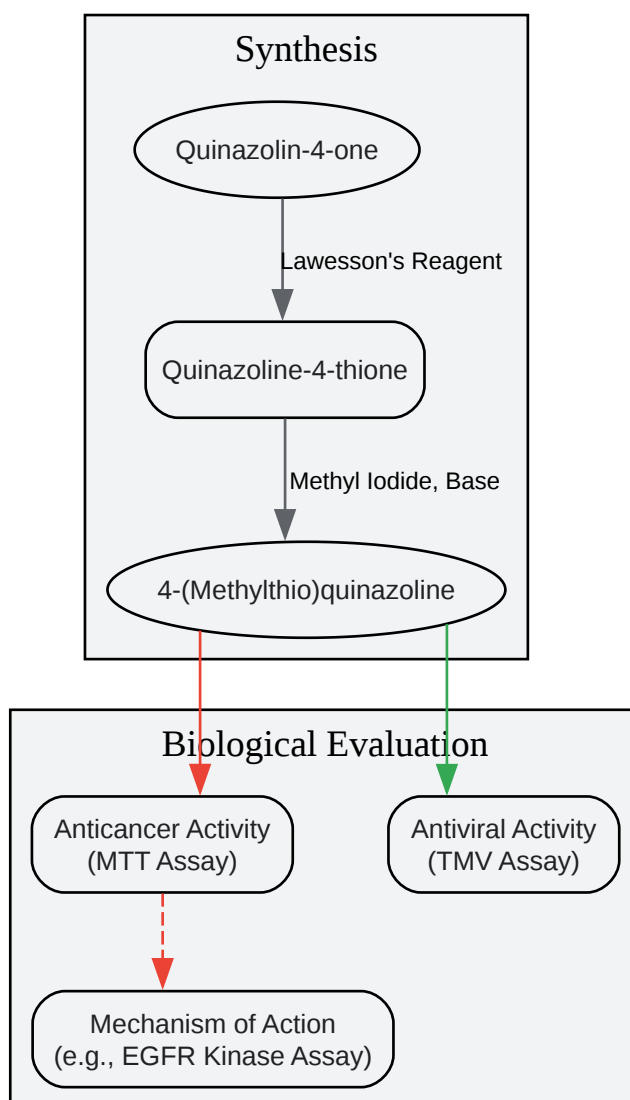 Synthesis
Quinazolin-4-one
Lawesson's Reagent
Quinazoline-4-thione
Methyl Iodide, Base
4-(Methylthio)quinazoline
Biological Evaluation
Anticancer Activity
(MTT Assay)
Antiviral Activity
(TMV Assay)
Mechanism of Action
(e.g., EGFR Kinase Assay)